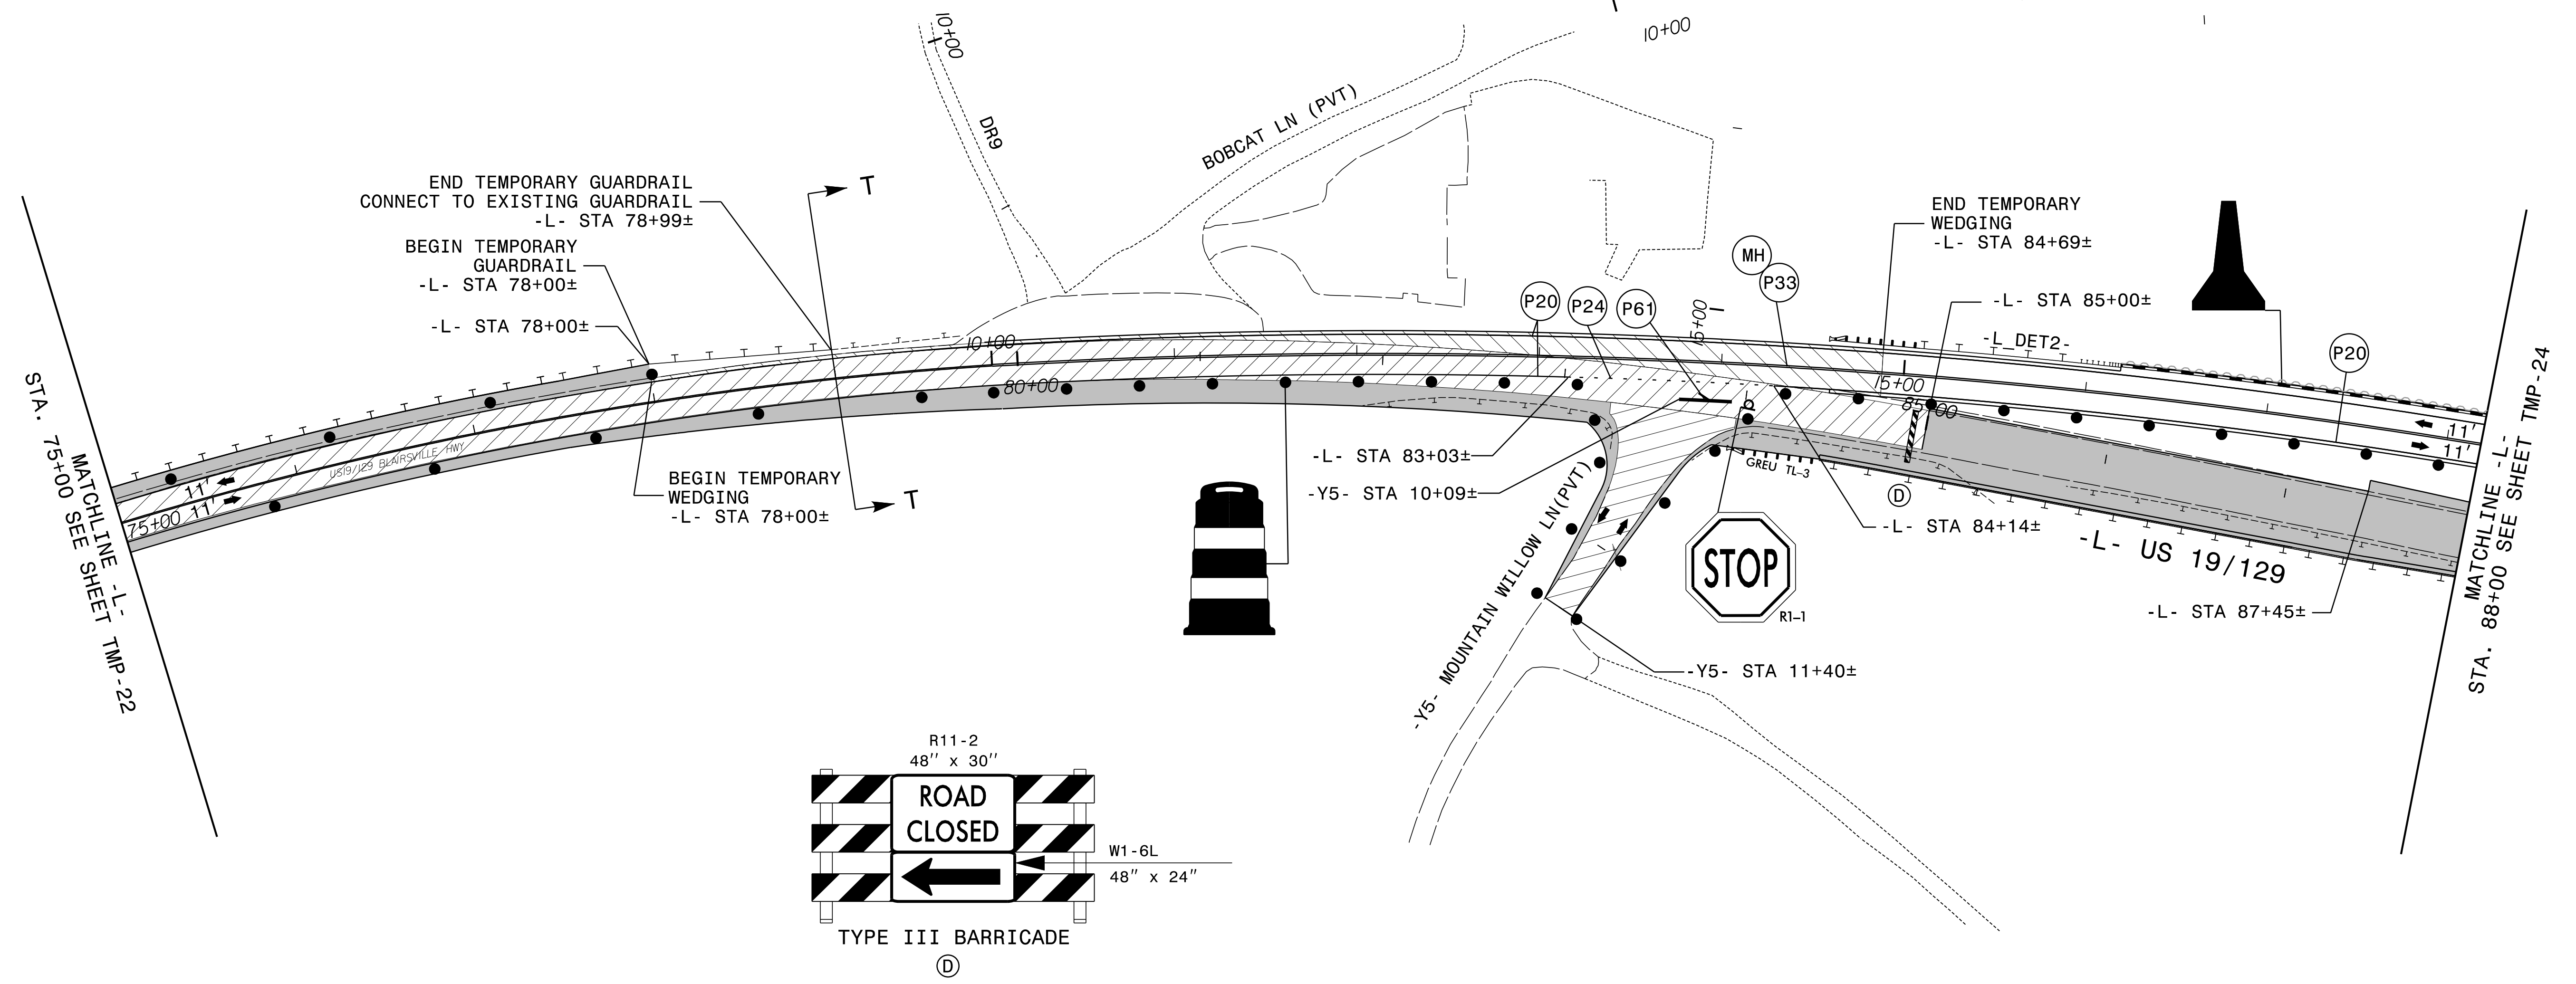 10+00
10+00
DR9
BOBCAT LN (PVT)
END TEMPORARY GUARDRAIL
CONNECT TO EXISTING GUARDRAIL
-L- STA 78+99±
BEGIN TEMPORARY
GUARDRAIL
-L- STA 78+00±
-L- STA 78+00±
T
T
END TEMPORARY
WEDGING
-L- STA 84+69±
MH
P33
P20
P24
P61
15+00
-L- STA 85+00±
-L_DET2-
P20
10+00
80+00
15+00
85+00
11'
11'
STA. 75+00 SEE SHEET TMP-22
MATCHLINE -L-
11'
11'
75+00
US19/129 BLAIRSVILLE HWY
BEGIN TEMPORARY
WEDGING
-L- STA 78+00±
-L- STA 83+03±
-Y5- STA 10+09±
GREU TL-3
D
-L- STA 84+14±
STOP
R1-1
-L- US 19/129
-L- STA 87+45±
MATCHLINE -L-
STA. 88+00 SEE SHEET TMP-24
-Y5- MOUNTAIN WILLOW LN(PVT)
-Y5- STA 11+40±
R11-2
48" x 30"
ROAD
CLOSED
W1-6L
48" x 24"
TYPE III BARRICADE
D